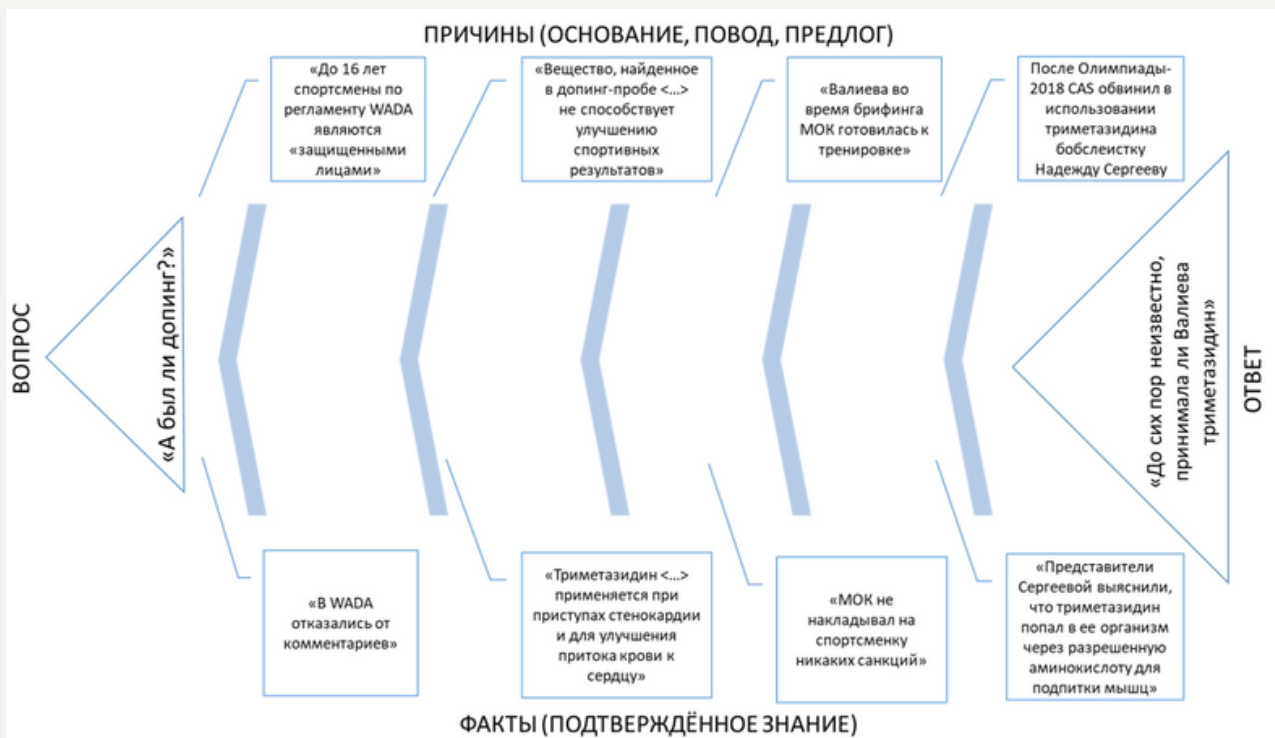 ПРИЧИНЫ (ОСНОВАНИЕ, ПОВОД, ПРЕДЛОГ)
«До 16 лет
спортсмены по
регламенту WADA
являются
«защищенными
лицами»
«Вещество, найденное
в допинг-пробе <...>
не способствует
улучшению
спортивных
результатов»
«Валиева во
время брифинга
МОК готовилась к
тренировке»
После Олимпиады-
2018 CAS обвинил в
использовании
триметазидина
бобслеистку
Надежду Сергееву
ВОПРОС
«А был ли допинг?»
«До сих пор неизвестно,
принимала ли Валиева
триметазидин»
ОТВЕТ
«В WADA
отказались от
комментариев»
«Триметазидин <...>
применяется при
приступах стенокардии
и для улучшения
притока крови к
сердцу»
«МОК не
накладывал на
спортсменку
никаких санкций»
«Представители
Сергеевой выяснили,
что триметазидин
попал в ее организм
через разрешенную
аминокислоту для
подпитки мышц»
ФАКТЫ (ПОДТВЕРЖДЁННОЕ ЗНАНИЕ)